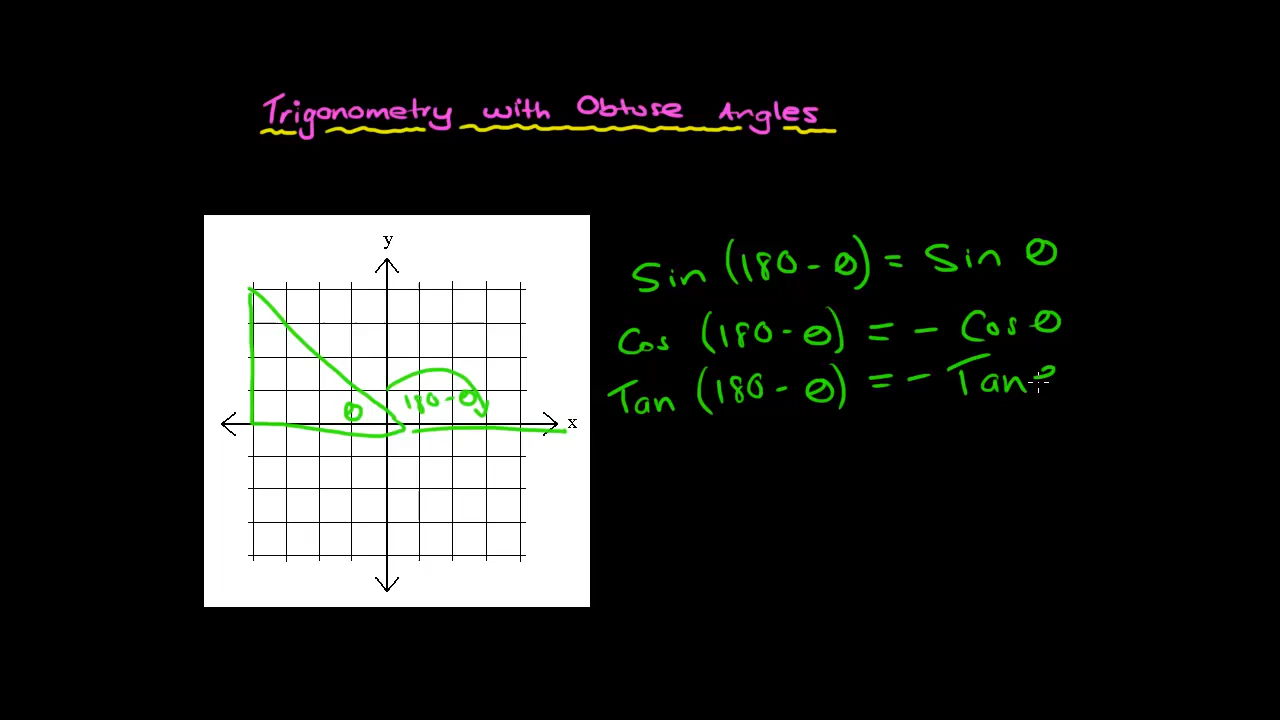 Trigonometry with Obtuse Angles
y
Sin (180 - θ) = Sin θ
Cos (180 - θ) = - Cos θ
Tan (180 - θ) = - Tan θ
θ 180-θ
x